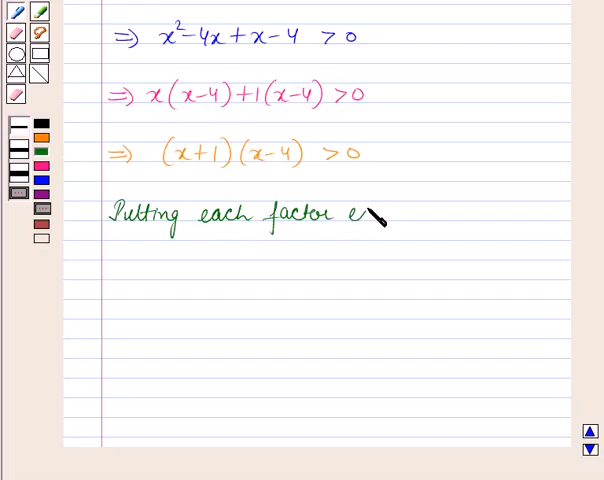 ⇒ x² - 4x + x - 4 > 0
⇒ x(x-4) + 1(x-4) > 0
⇒ (x+1)(x-4) > 0
Putting each factor e